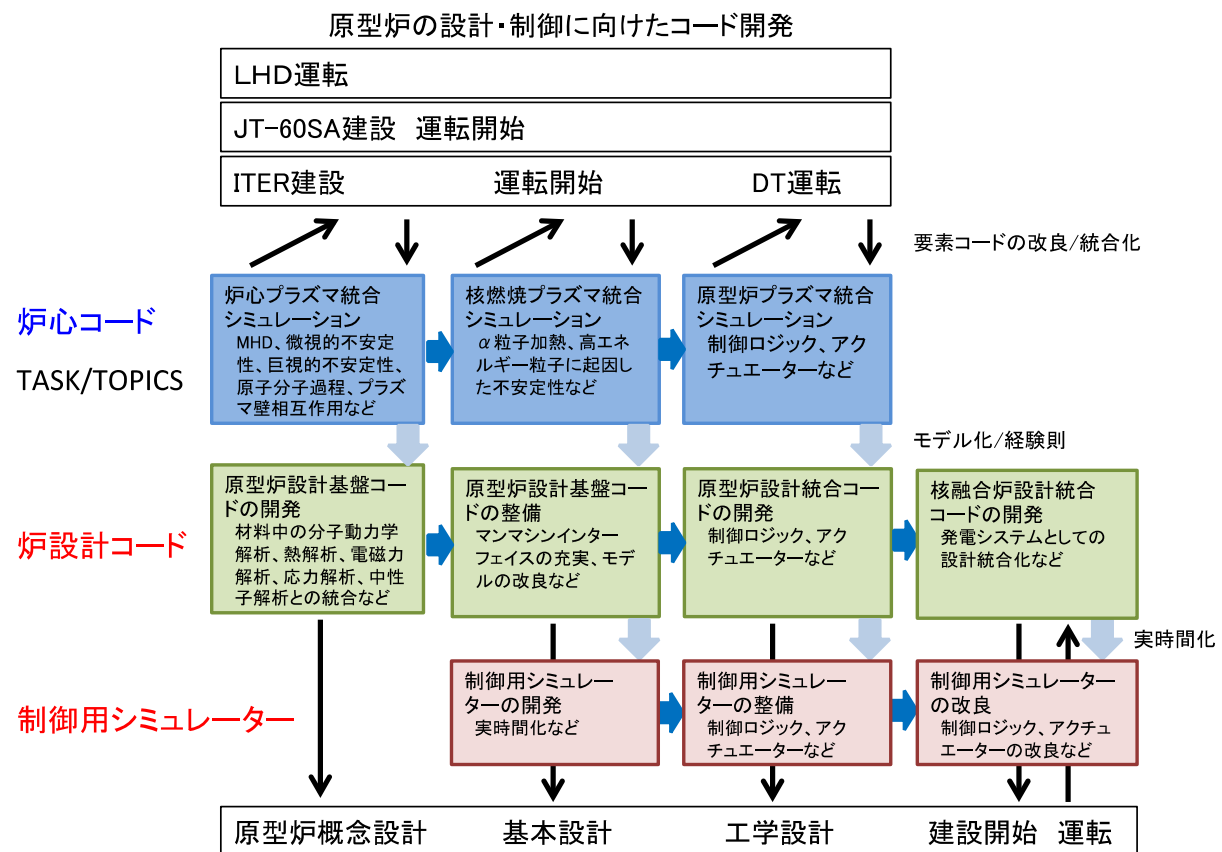 原型炉の設計・制御に向けたコード開発
LHD運転
JT-60SA建設 運転開始
ITER建設 運転開始 DT運転
要素コードの改良/統合化
炉心コード
TASK/TOPICS
炉心プラズマ統合
シミュレーション
MHD、微視的不安定
性、巨視的不安定性、
原子分子過程、プラズ
マ壁相互作用など
核燃焼プラズマ統合
シミュレーション
α粒子加熱、高エネ
ルギー粒子に起因し
た不安定性など
原型炉プラズマ統合
シミュレーション
制御ロジック、アク
チュエーターなど
モデル化/経験則
炉設計コード
原型炉設計基盤コー
ドの開発
材料中の分子動力学
解析、熱解析、電磁力
解析、応力解析、中性
子解析との統合など
原型炉設計基盤コー
ドの整備
マンマシンインター
フェイスの充実、モデ
ルの改良など
原型炉設計統合コー
ドの開発
制御ロジック、アク
チュエーターなど
核融合炉設計統合
コードの開発
発電システムとしての
設計統合化など
実時間化
制御用シミュレーター
制御用シミュレー
ターの開発
実時間化など
制御用シミュレー
ターの整備
制御ロジック、アク
チュエーターなど
制御用シミュレーター
の改良
制御ロジック、アクチュ
エーターの改良など
原型炉概念設計 基本設計 工学設計 建設開始 運転